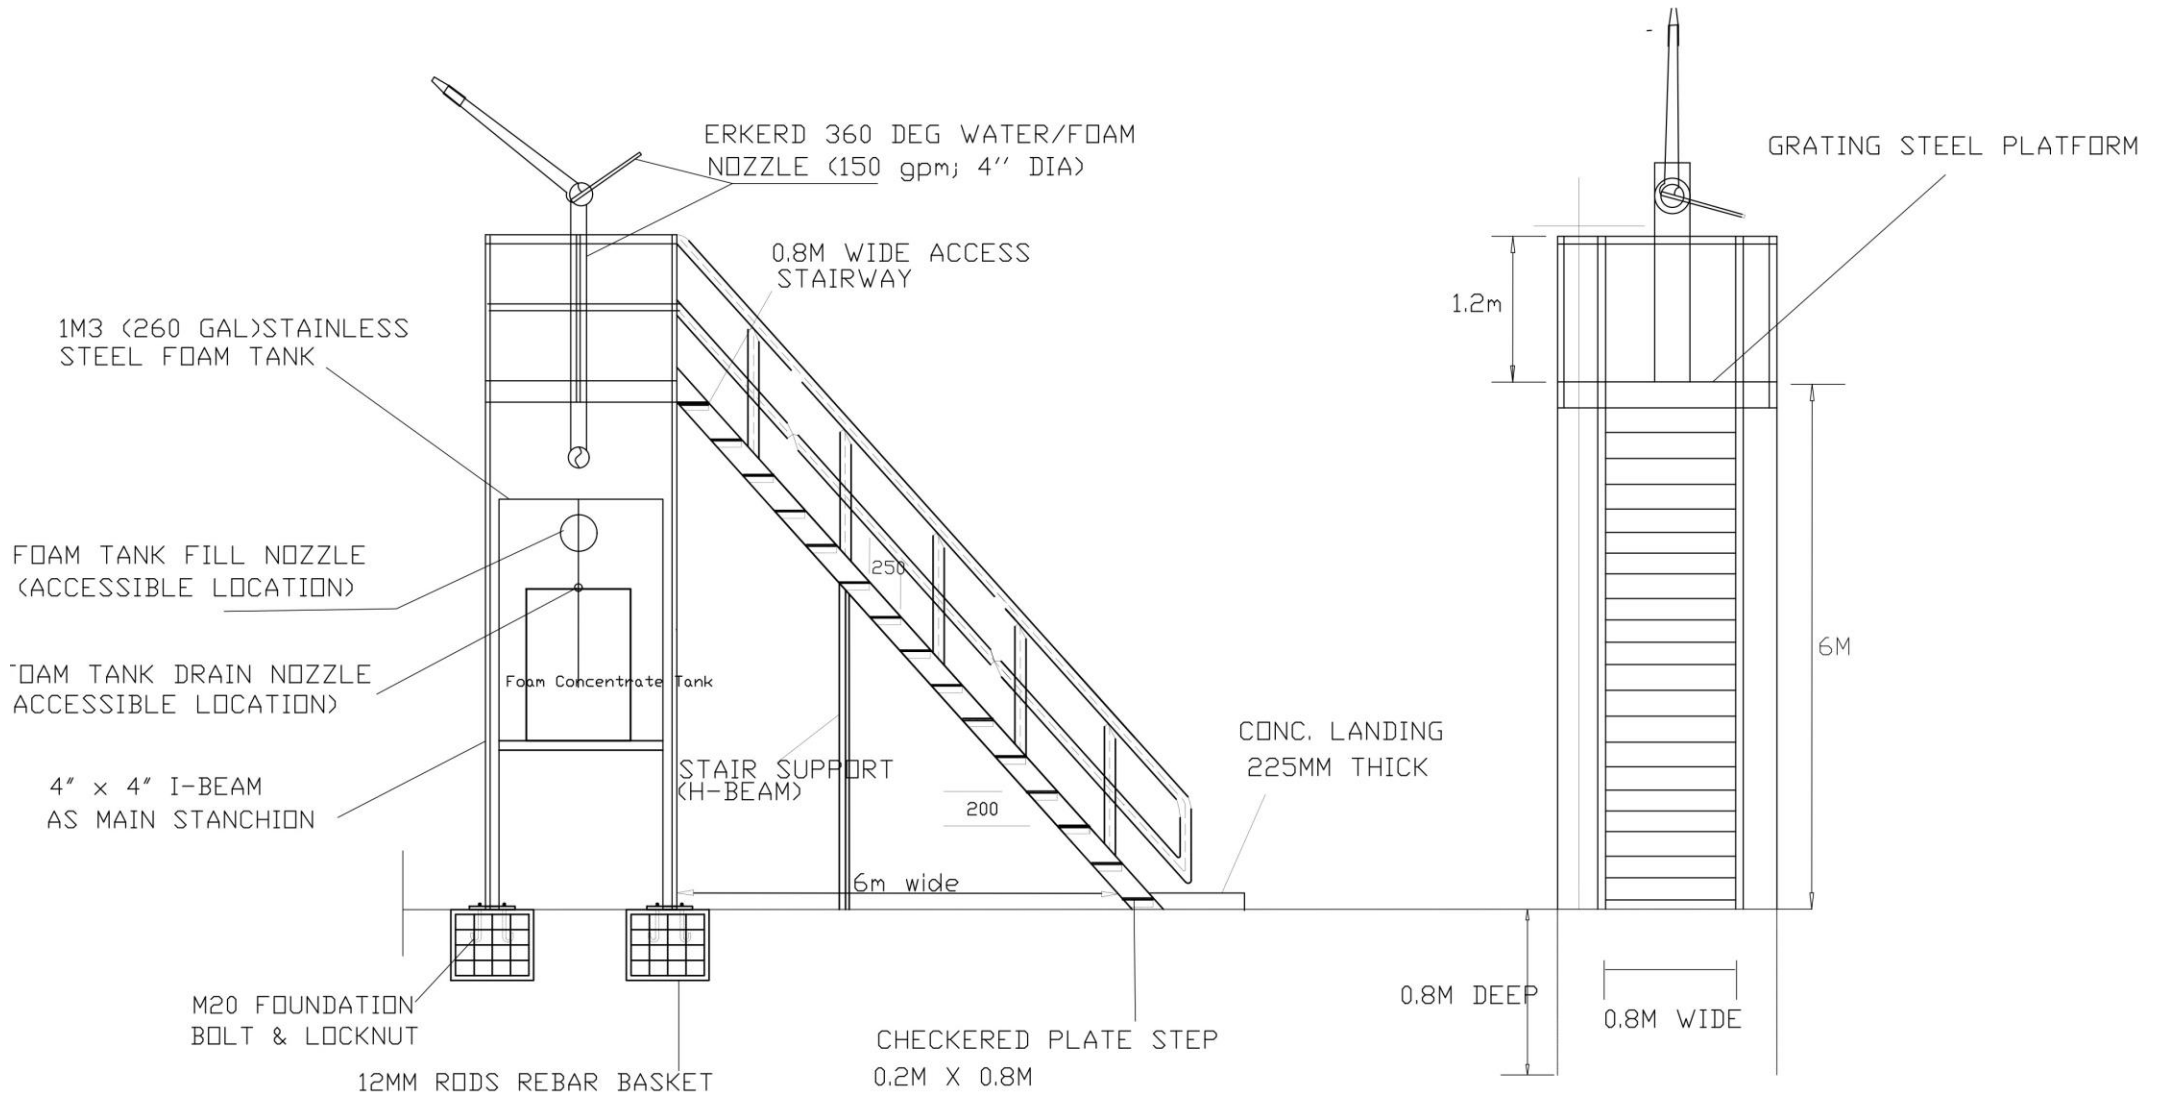 ERKERD 360 DEG WATER/FOAM
NOZZLE (150 gpm; 4'' DIA)
GRATING STEEL PLATFORM
0.8M WIDE ACCESS
STAIRWAY
1.2m
1M3 (260 GAL)STAINLESS
STEEL FOAM TANK
FOAM TANK FILL NOZZLE
(ACCESSIBLE LOCATION)
250
6M
OAM TANK DRAIN NOZZLE
ACCESSIBLE LOCATION)
Foam Concentrate Tank
CONC. LANDING
225MM THICK
STAIR SUPPORT
(H-BEAM)
4" x 4" I-BEAM
AS MAIN STANCHION
200
6m wide
M20 FOUNDATION
BOLT & LOCKNUT
0.8M DEEP
0.8M WIDE
CHECKERED PLATE STEP
0.2M X 0.8M
12MM RODS REBAR BASKET